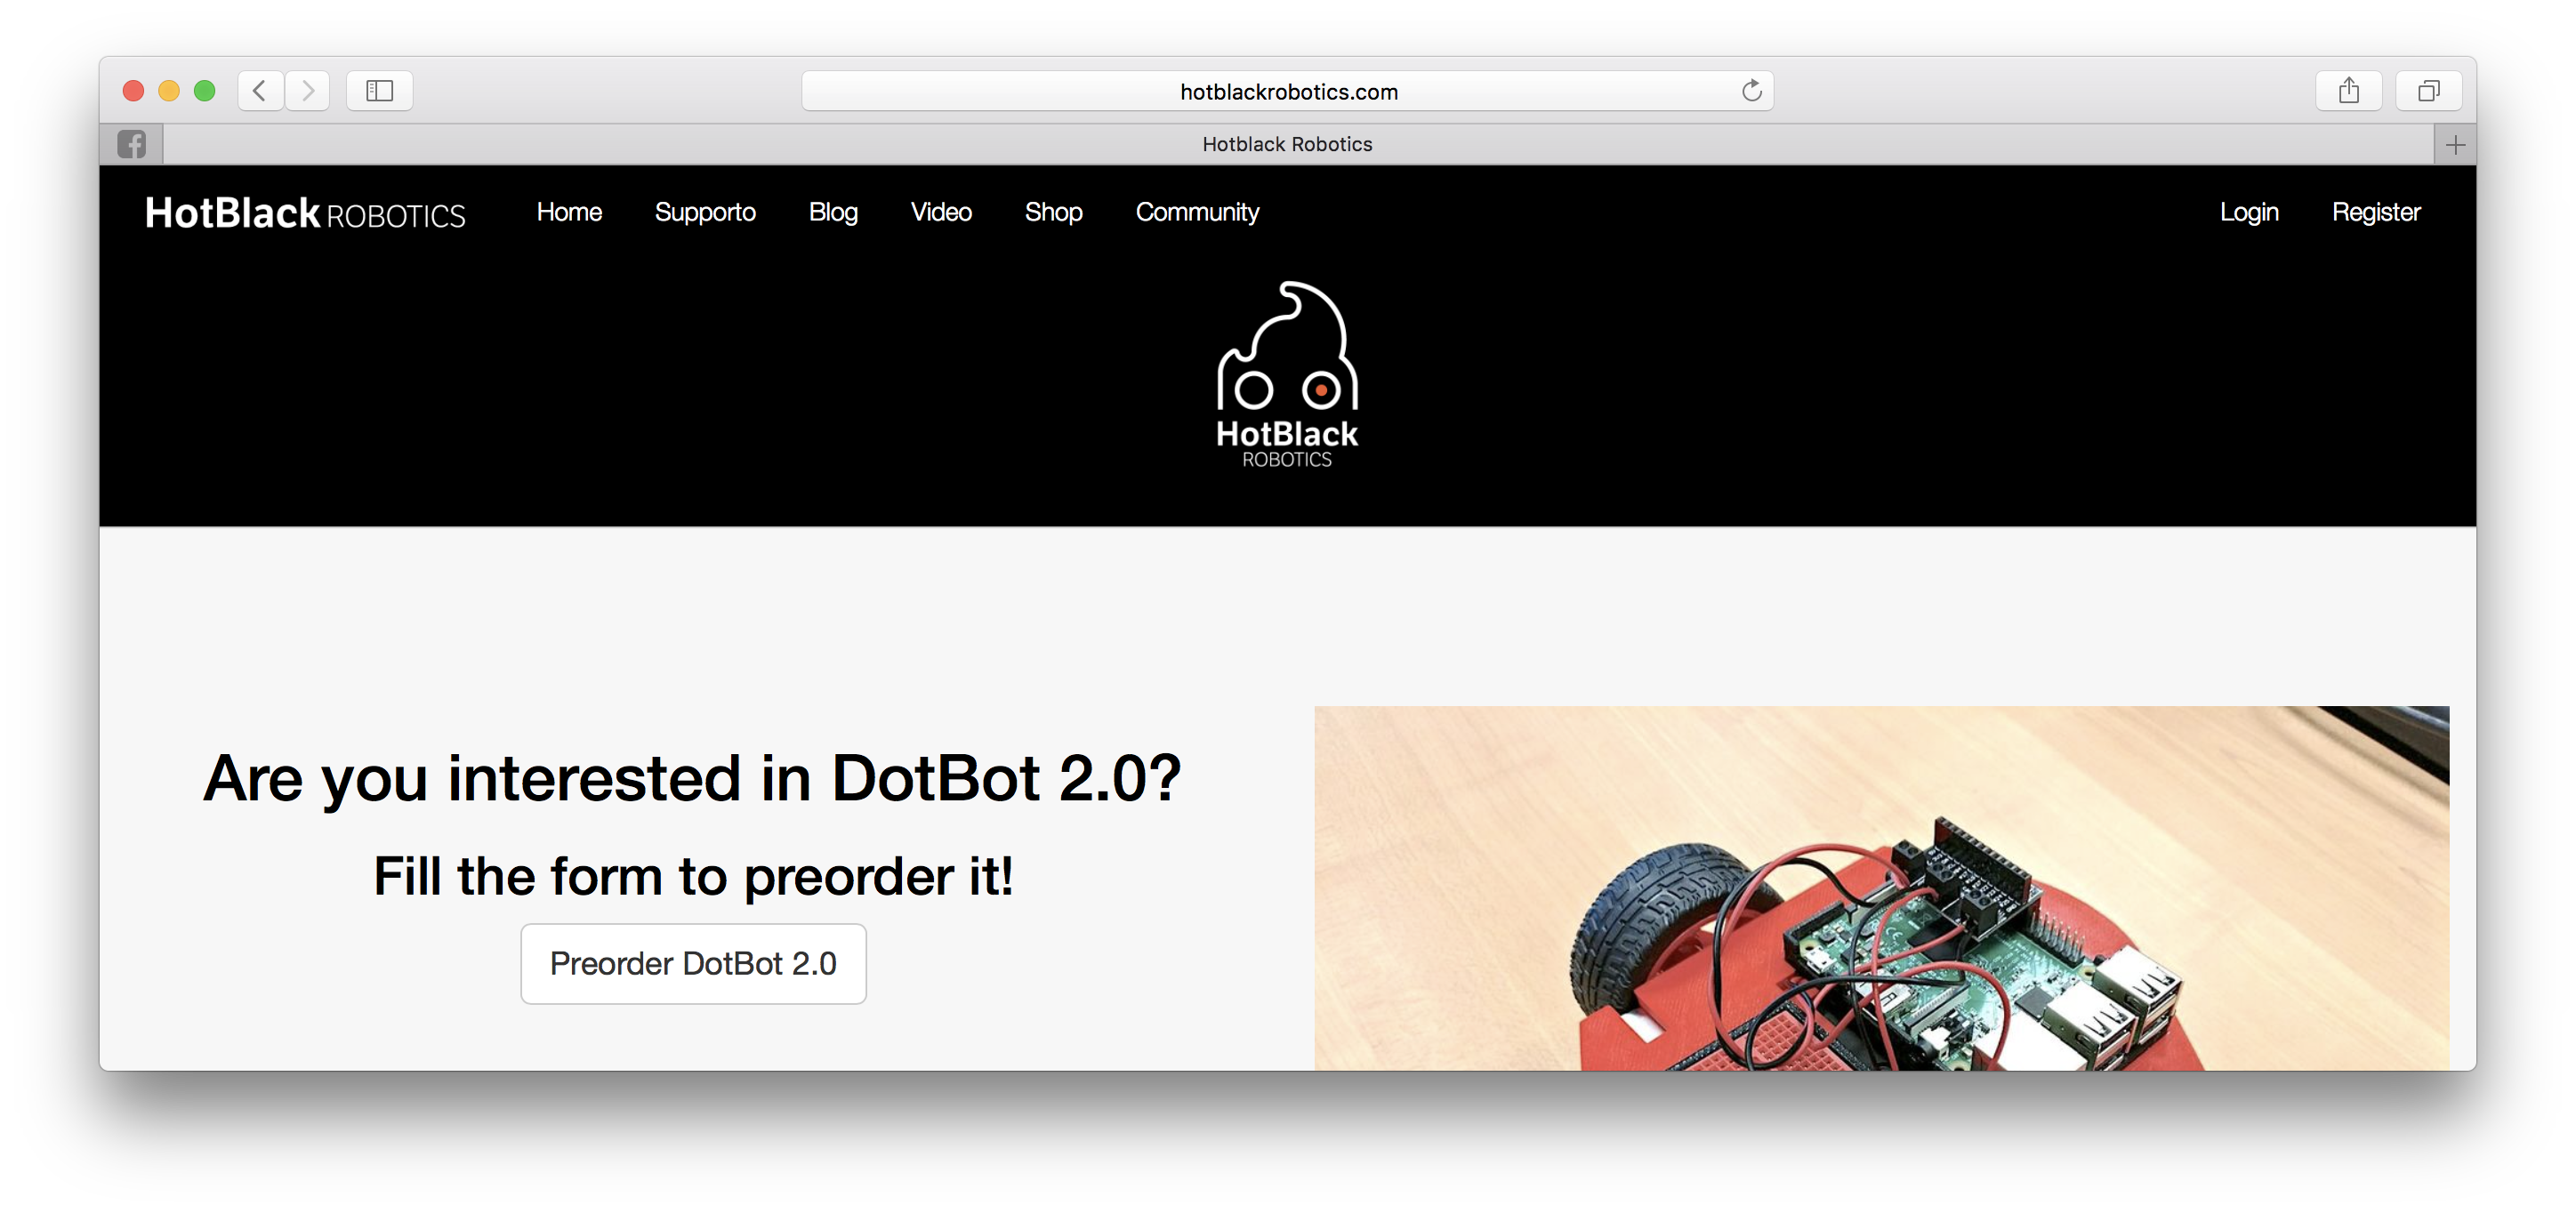 hotblackrobotics.com
Hotblack Robotics
HotBlack ROBOTICS Home Supporto Blog Video Shop Community Login Register
HotBlack
ROBOTICS
Are you interested in DotBot 2.0?
Fill the form to preorder it!
Preorder DotBot 2.0